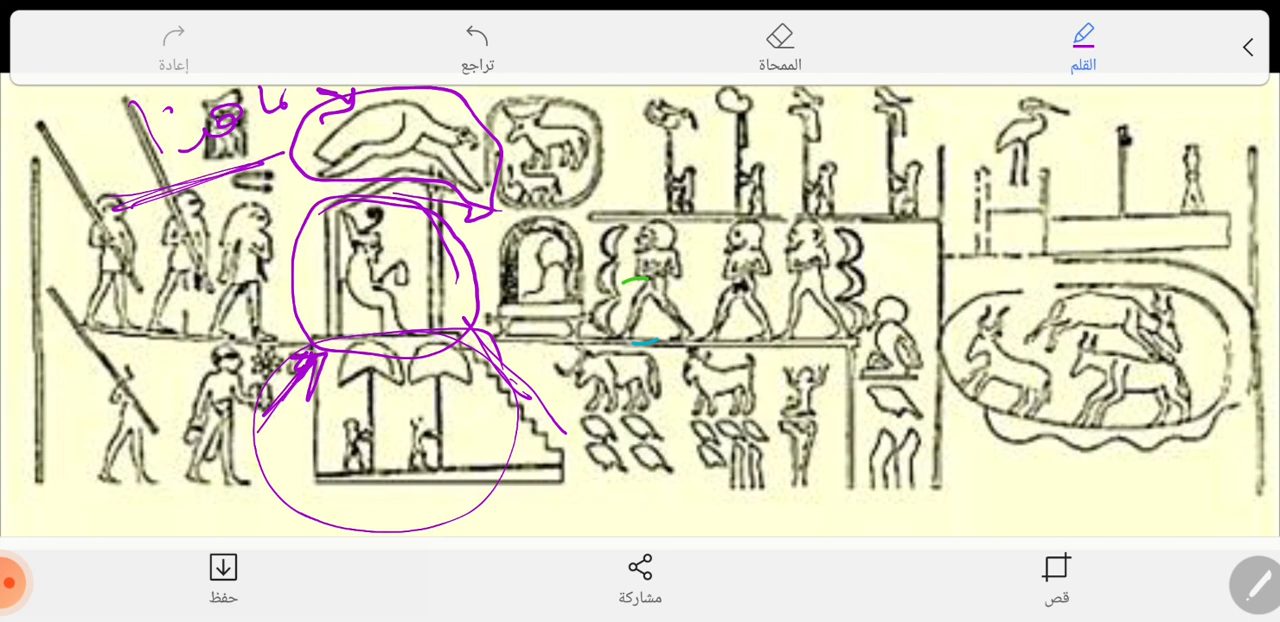 القلم
الممحاة
تراجع
إعادة
قص
مشاركة
حفظ